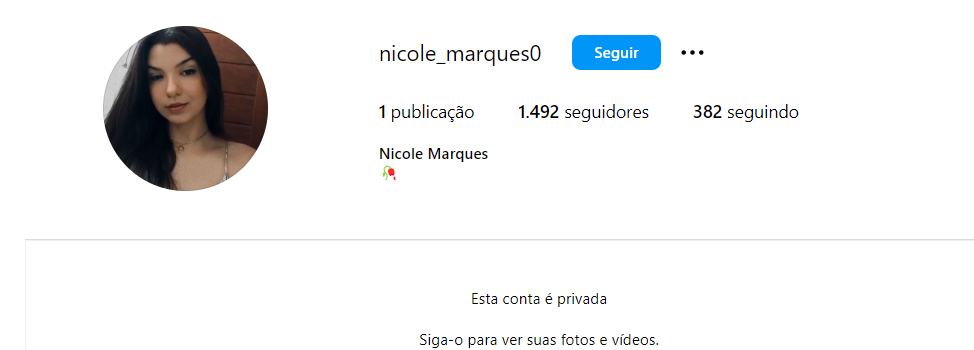 nicole_marques0 Seguir
1 publicação 1.492 seguidores 382 seguindo
Nicole Marques
Esta conta é privada
Siga-o para ver suas fotos e vídeos.